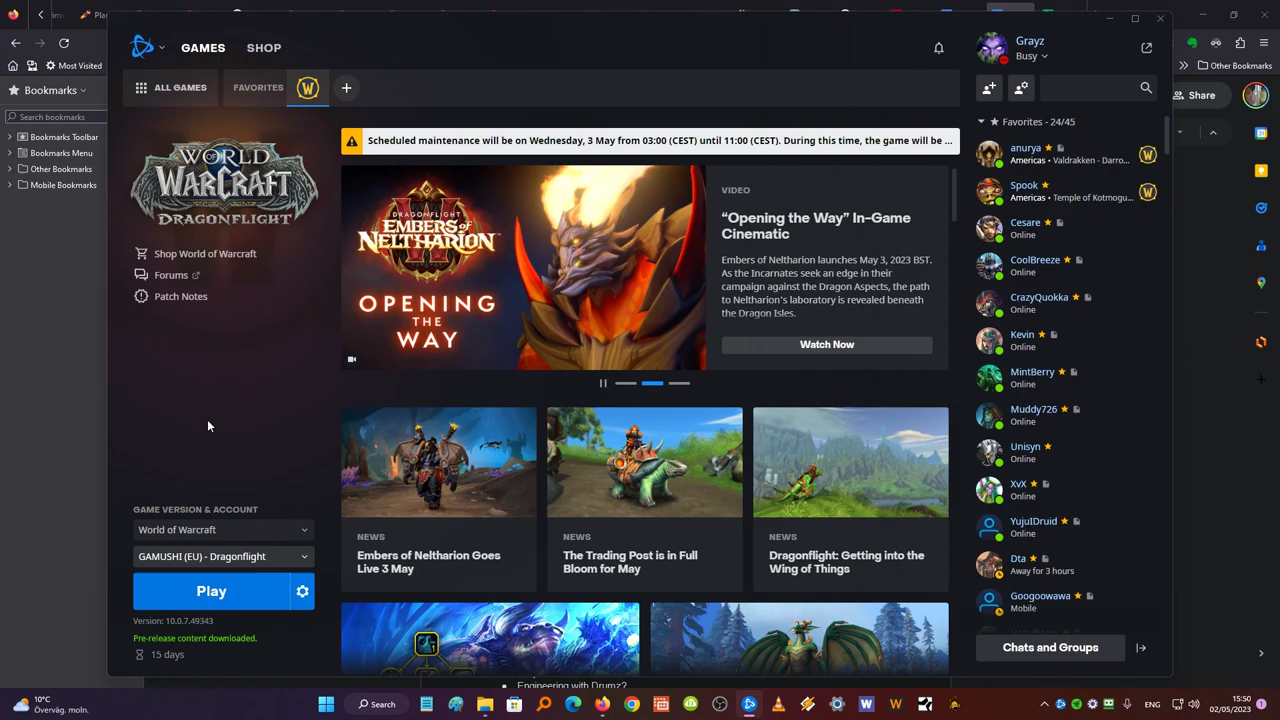 GAMES
SHOP
ALL GAMES
FAVORITES
Grayz
Busy
Most Visited
Other Bookmarks
Bookmarks
Search bookmarks
Bookmarks Toolbar
Bookmarks Menu
Other Bookmarks
Mobile Bookmarks
Share
WORLD
WARCRAFT
DRAGONFLIGHT
Shop World of Warcraft
Forums
Patch Notes
Scheduled maintenance will be on Wednesday, 3 May from 03:00 (CEST) until 11:00 (CEST). During this time, the game will be ...
DRAGONFLIGHT
EMBERS OF
NELTHARION
OPENING
THE
WAY
VIDEO
“Opening the Way” In-Game
Cinematic
Embers of Neltharion launches May 3, 2023 BST.
As the Incarnates seek an edge in their
campaign against the Dragon Aspects, the path
to Neltharion's laboratory is revealed beneath
the Dragon Isles.
Watch Now
NEWS
Embers of Neltharion Goes
Live 3 May
NEWS
The Trading Post is in Full
Bloom for May
NEWS
Dragonflight: Getting into the
Wing of Things
GAME VERSION & ACCOUNT
World of Warcraft
GAMUSHI (EU) - Dragonflight
Play
Version: 10.0.7.49343
Pre-release content downloaded.
15 days
Favorites - 24/45
anurya
Americas • Valdrakken - Darro...
Spook
Americas • Temple of Kotmogu...
Cesare
Online
CoolBreeze
Online
CrazyQuokka
Online
Kevin
Online
MintBerry
Online
Muddy726
Online
Unisyn
Online
XvX
Online
YujuIDruid
Online
Dta
Away for 3 hours
Googoowawa
Mobile
Chats and Groups
Engineering with Drumz?
10°C
Överväg. moln.
Search
ENG
15:50
02/05/2023